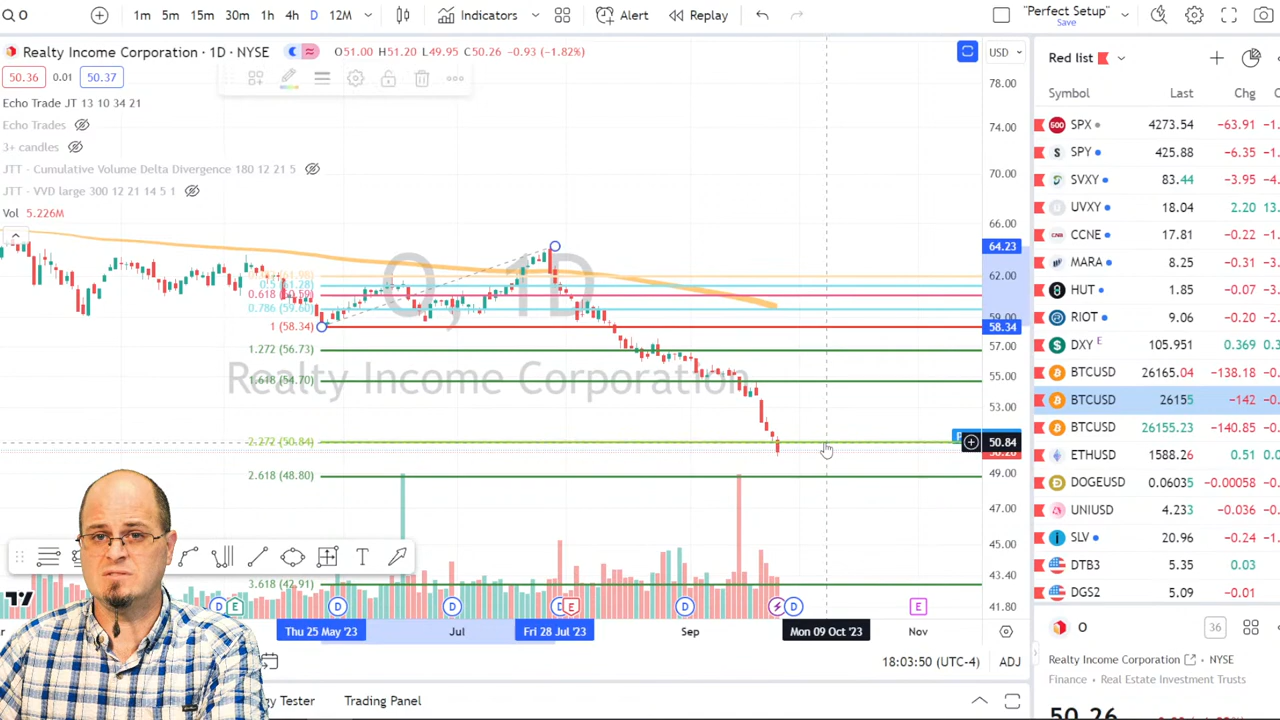 O
1m 5m 15m 30m 1h 4h D 12M Indicators Alert Replay
"Perfect Setup"
Save
Realty Income Corporation · 1D · NYSE O51.00 H51.20 L49.95 C50.26 −0.93 (−1.82%)
USD
50.36 0.01 50.37
Echo Trade JT 13 10 34 21
Echo Trades
3+ candles
JTT - Cumulative Volume Delta Divergence 180 12 21 5
JTT - VVD large 300 12 21 14 5 1
Vol 5.226M
78.00
74.00
70.00
66.00
64.23
62.00
59.00
58.34
57.00
55.00
53.00
50.84
49.00
47.00
45.00
43.40
41.80
0.786 (59.60)
1 (58.34)
1.272 (56.73)
1.618 (54.70)
2.272 (50.84)
2.618 (48.80)
3.618 (42.91)
O, 1D
Realty Income Corporation
D E D D D E D D E
Thu 25 May '23 Jul Fri 28 Jul '23 Sep Mon 09 Oct '23 Nov
18:03:50 (UTC-4) ADJ
Tester Trading Panel
Red list
Symbol Last Chg
SPX 4273.54 −63.91
SPY 425.88 −6.35
SVXY 83.44 −3.95
UVXY 18.04 2.20
CCNE 17.81 −0.22
MARA 8.25 −0.31
HUT 1.85 −0.07
RIOT 9.06 −0.20
DXY E 105.951 0.369
BTCUSD 26165.04 −138.18
BTCUSD 26155 −142
BTCUSD 26155.23 −140.85
ETHUSD 1588.26 0.51
DOGEUSD 0.06035 −0.00058
UNIUSD 4.233 −0.036
SLV 20.96 −0.24
DTB3 5.35 0.03
DGS2 5.09 −0.01
O 36
Realty Income Corporation NYSE
Finance • Real Estate Investment Trusts
50.26